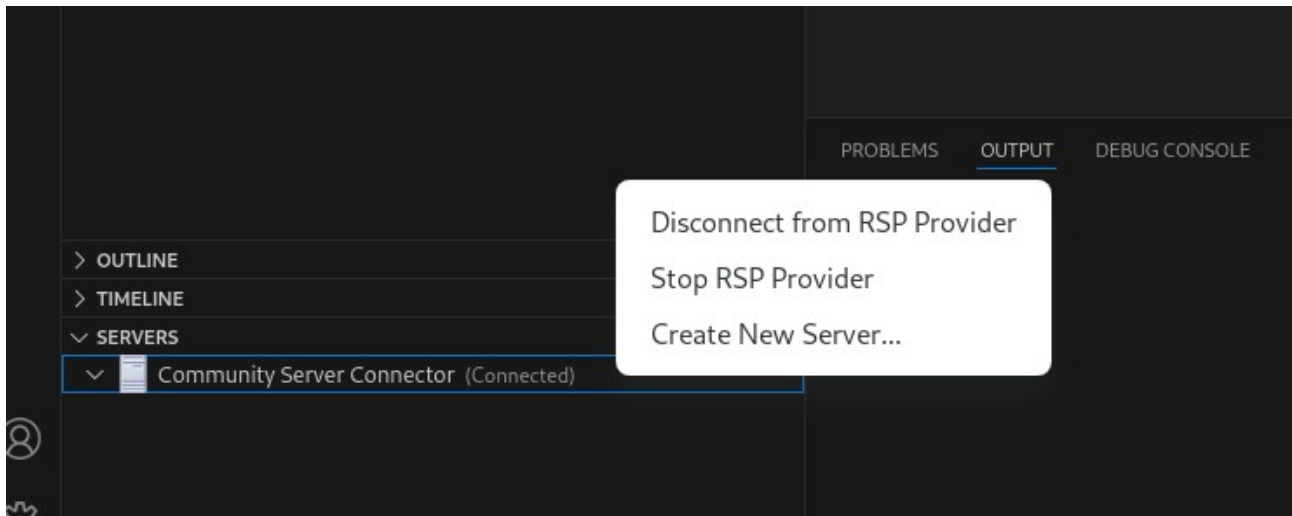 PROBLEMS OUTPUT DEBUG CONSOLE
Disconnect from RSP Provider
Stop RSP Provider
Create New Server...
OUTLINE
TIMELINE
SERVERS
Community Server Connector (Connected)